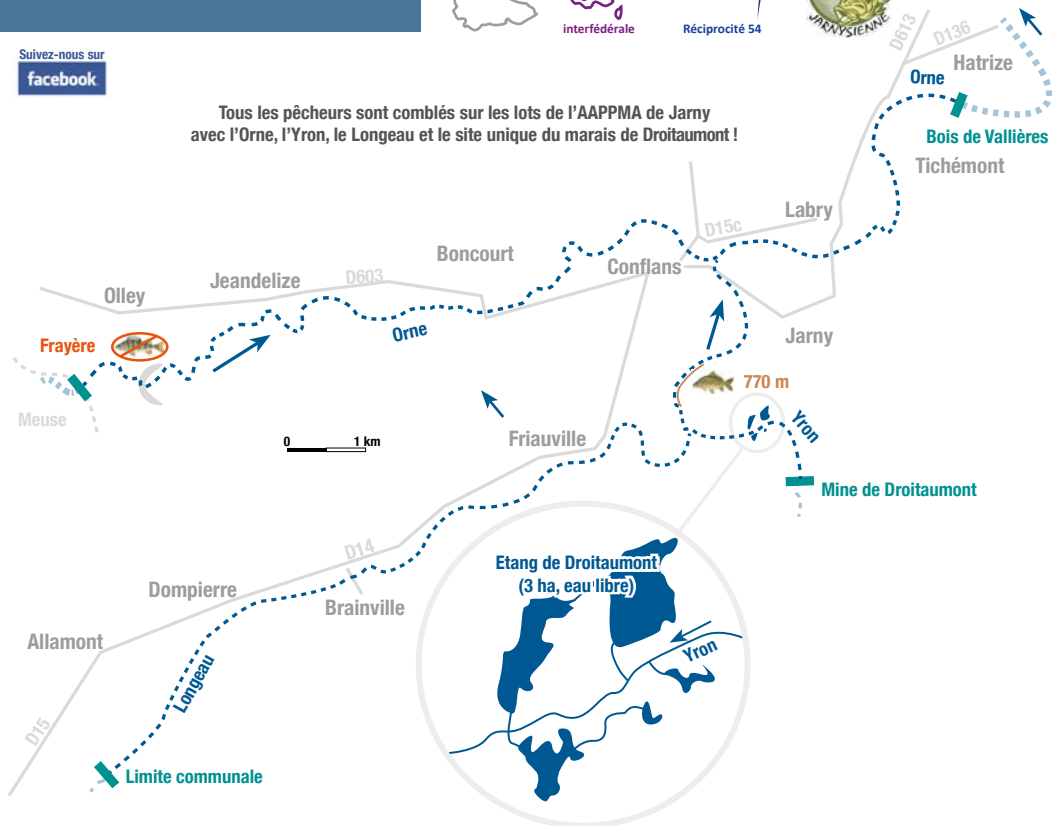 interfédérale
Réciprocité 54
JARNYSIENNE
Suivez-nous sur
facebook
Tous les pêcheurs sont comblés sur les lots de l'AAPPMA de Jarny
avec l'Orne, l'Yron, le Longeau et le site unique du marais de Droitaumont !
D613
D136
Hatrize
Orne
Bois de Vallières
Tichémont
Labry
D15c
Boncourt
Conflans
Jeandelize
D603
Olley
Orne
Jarny
Frayère
770 m
Meuse
Yron
0 1 km
Friauville
Mine de Droitaumont
Etang de Droitaumont
(3 ha, eau libre)
D14
Dompierre
Brainville
Allamont
Yron
Longeau
D15
Limite communale